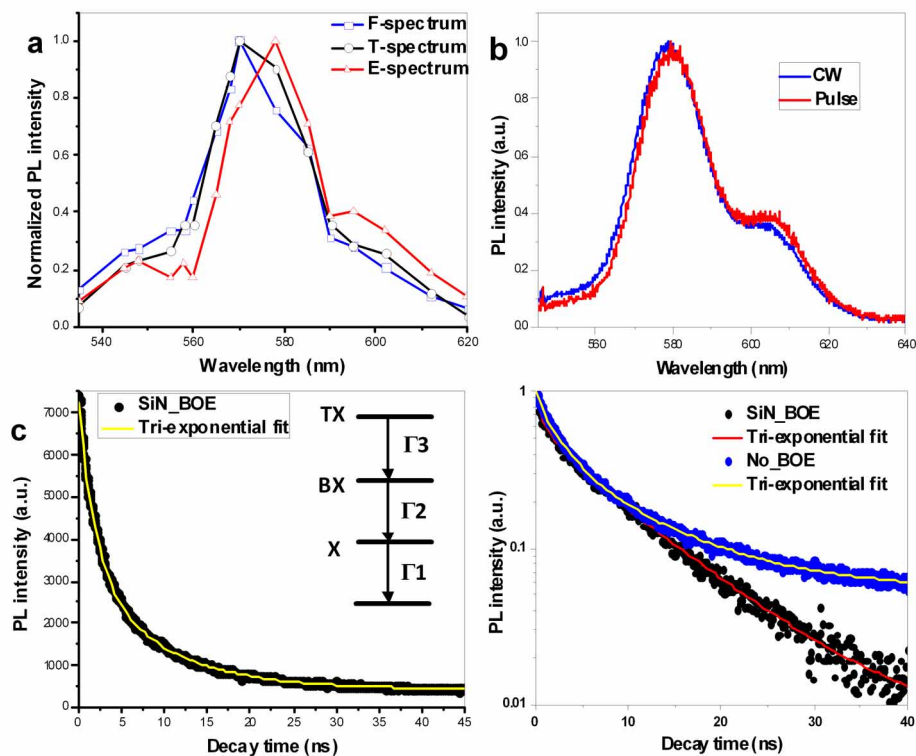 a
F-spectrum
T-spectrum
E-spectrum
Normalized PL intensity
1.0
0.8
0.6
0.4
0.2
0.0
540 560 580 600 620
Wavelength (nm)
b
CW
Pulse
PL intensity (a.u.)
1.0
0.8
0.6
0.4
0.2
0.0
560 580 600 620 640
Wavelength (nm)
c
SiN_BOE
Tri-exponential fit
PL intensity (a.u.)
7000
6000
5000
4000
3000
2000
1000
0
TX
Γ3
BX
Γ2
X
Γ1
0 5 10 15 20 25 30 35 40 45
Decay time (ns)
SiN_BOE
Tri-exponential fit
No_BOE
Tri-exponential fit
PL intensity (a.u.)
1
0.1
0.01
0 10 20 30 40
Decay time (ns)